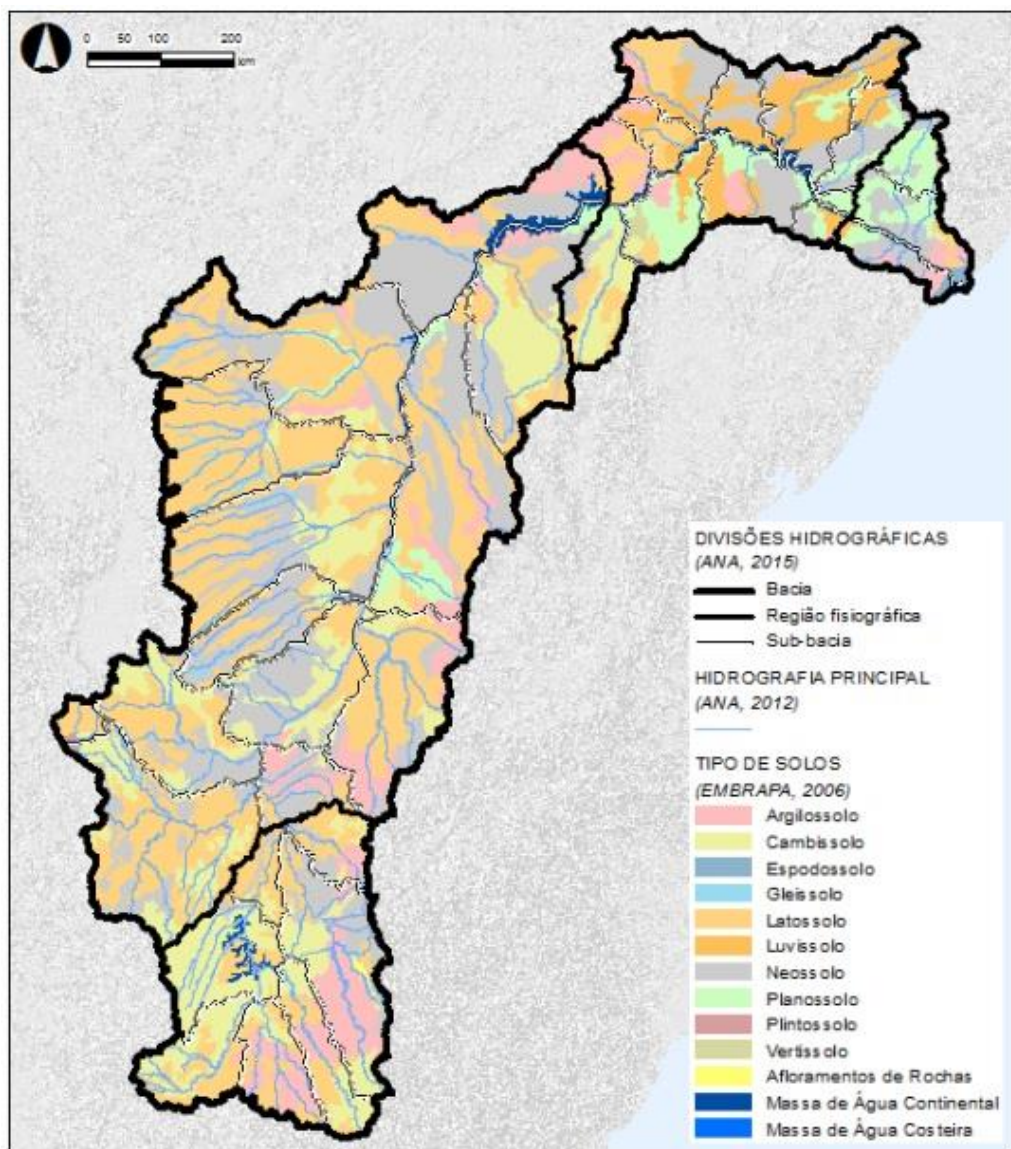 0 50 100 200
km
DIVISÕES HIDROGRÁFICAS
(ANA, 2015)
Bacia
Região fisiográfica
Sub-bacia
HIDROGRAFIA PRINCIPAL
(ANA, 2012)
TIPO DE SOLOS
(EMBRAPA, 2006)
Argilossolo
Cambissolo
Espodossolo
Gleissolo
Latossolo
Luvissolo
Neossolo
Planossolo
Plintossolo
Vertissolo
Afloramentos de Rochas
Massa de Água Continental
Massa de Água Costeira